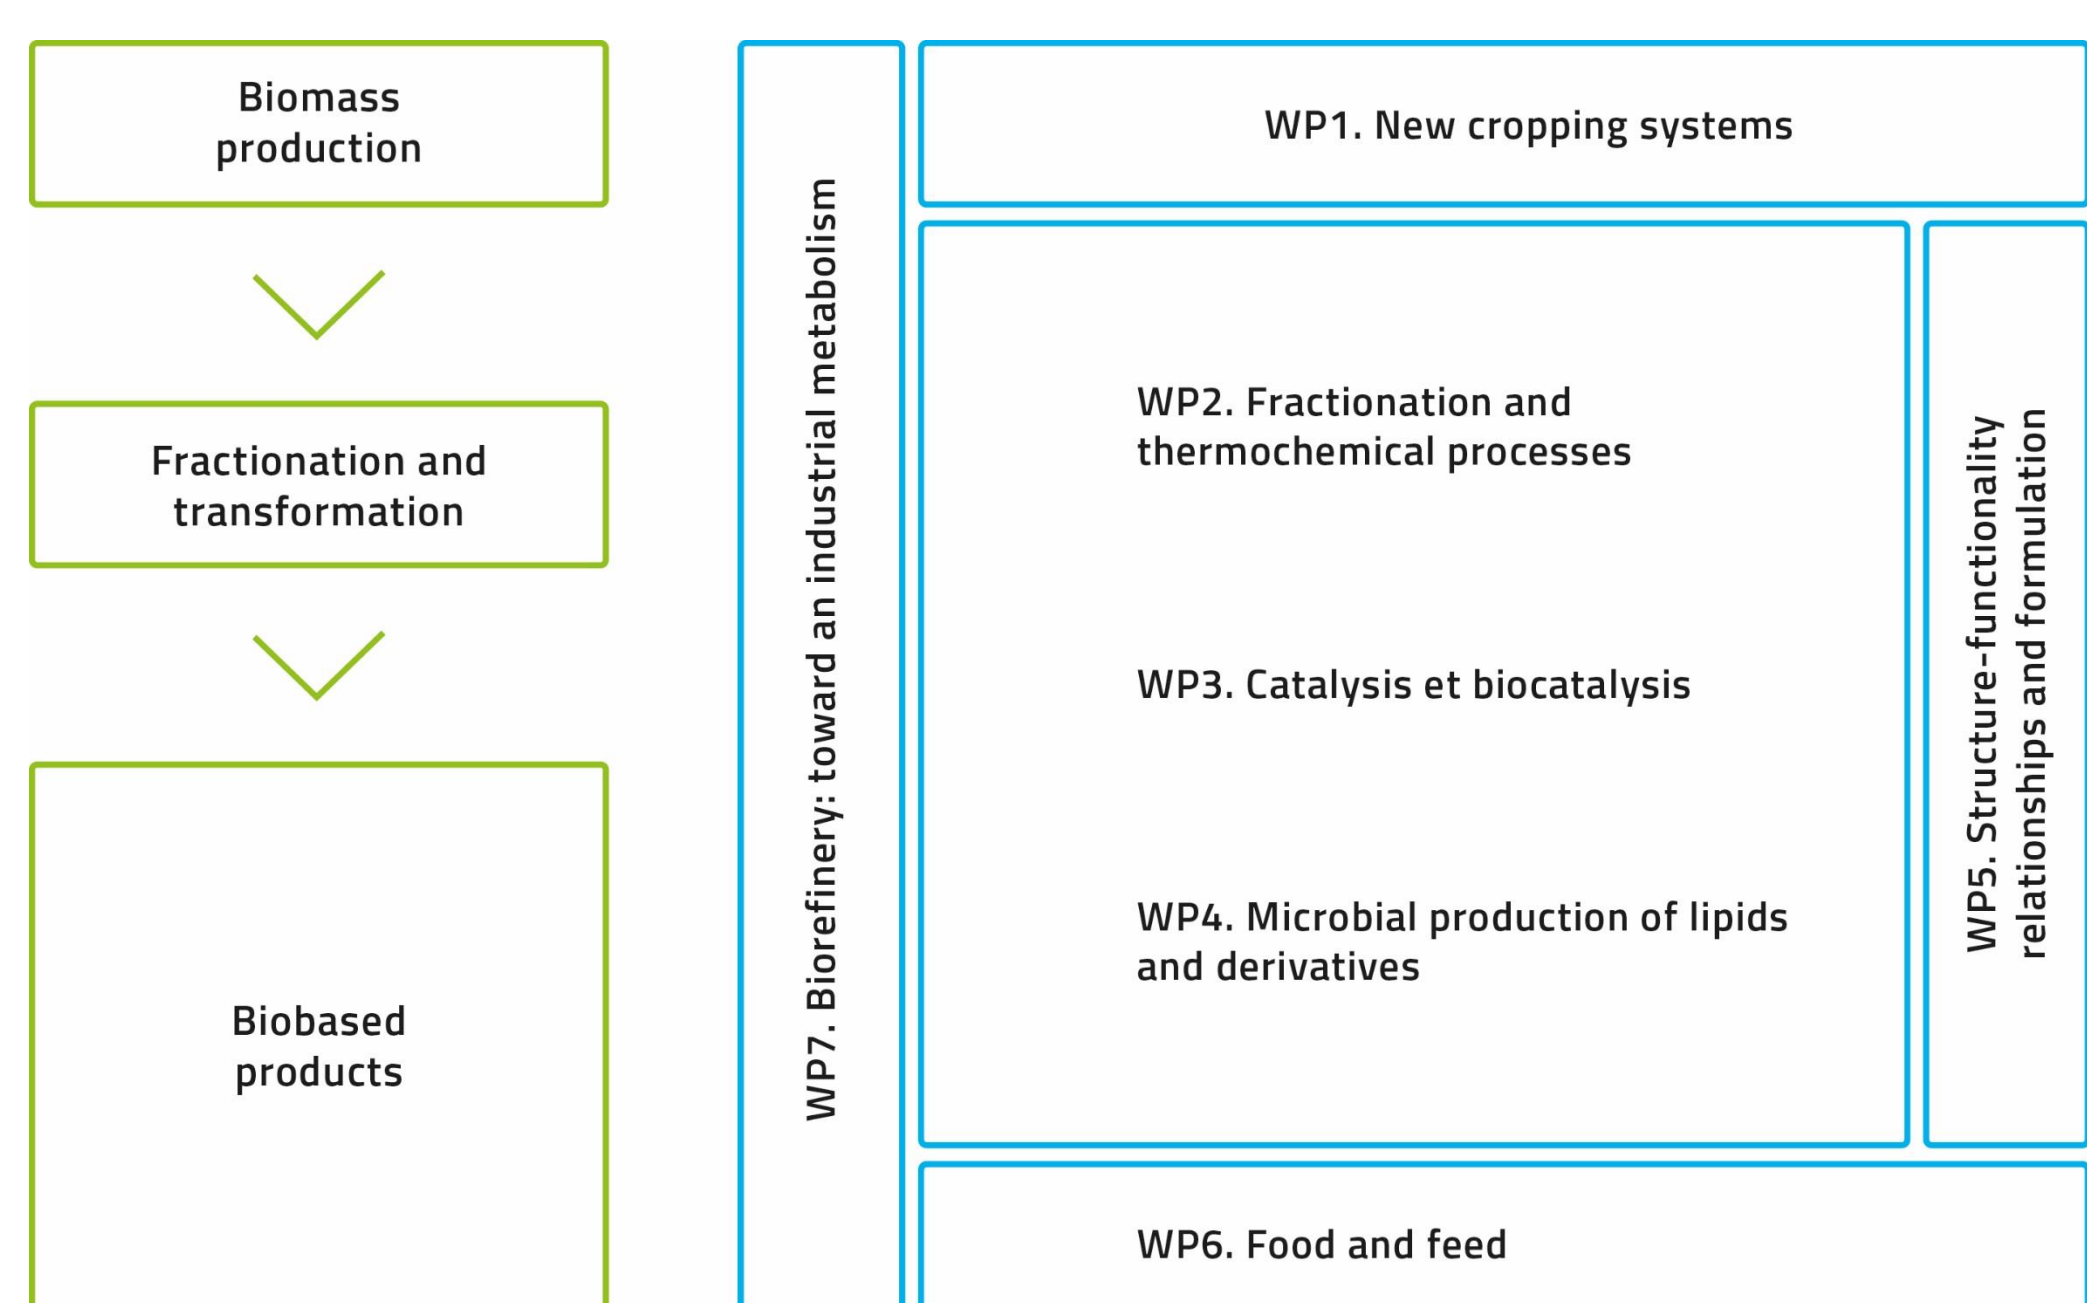 Biomass
production
Fractionation and
transformation
Biobased
products
WP7. Biorefinery: toward an industrial metabolism
WP1. New cropping systems
WP2. Fractionation and
thermochemical processes
WP3. Catalysis et biocatalysis
WP4. Microbial production of lipids
and derivatives
WP5. Structure-functionality
relationships and formulation
WP6. Food and feed